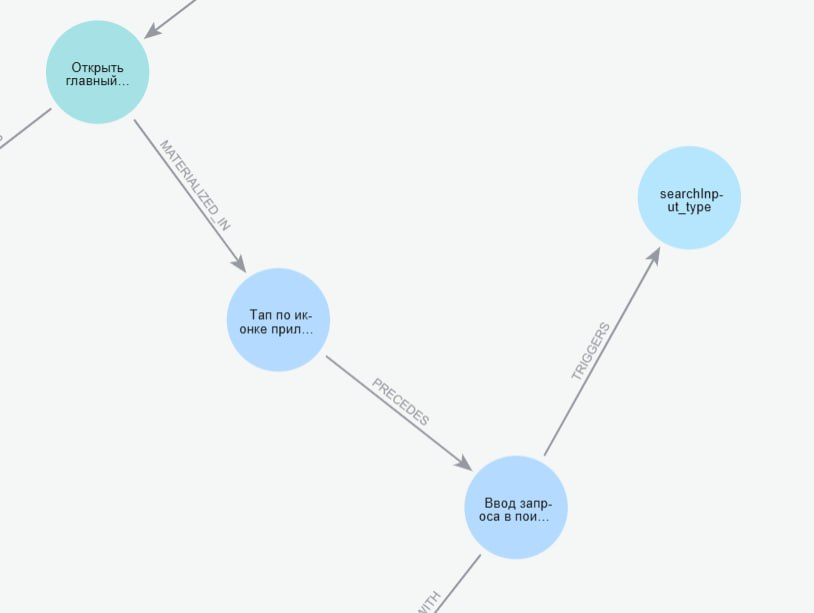 Открыть
главный...
MATERIALIZED_IN
searchInp-
ut_type
Тап по ик-
онке прил...
TRIGGERS
PRECEDES
Ввод запр-
оса в пои...
WITH